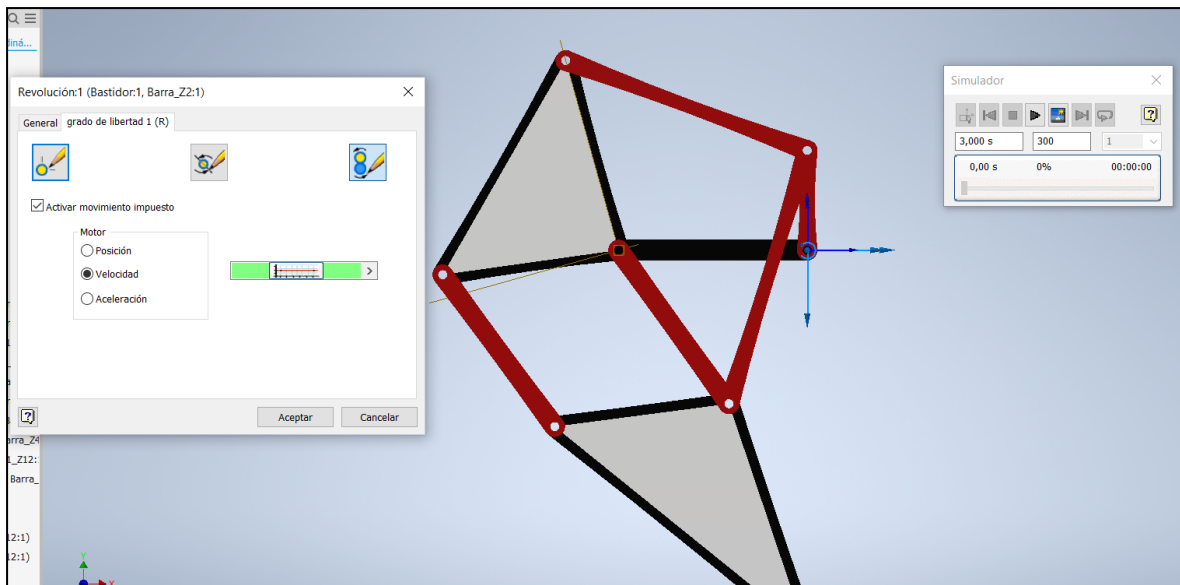 diná...
Revolución:1 (Bastidor:1, Barra_Z2:1)
General
grado de libertad 1 (R)
Activar movimiento impuesto
Motor
Posición
Velocidad
Aceleración
>
Aceptar
Cancelar
Simulador
3,000 s
300
1
0,00 s
0%
00:00:00
arra_Z4
1_Z12:
Barra_
12:1)
12:1)
Y
X